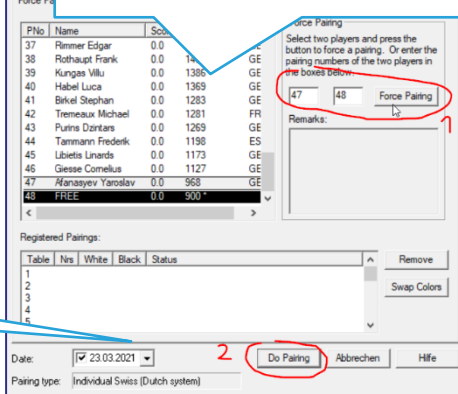 Force Pa
Force Pairing
PNo Name Sco
37 Rimmer Edgar 0.0
38 Rothaupt Frank 0.0 14 GE
39 Kungas Villu 0.0 1386 GE
40 Habel Luca 0.0 1369 GE
41 Birkel Stephan 0.0 1283 GE
42 Tremeaux Michael 0.0 1281 FR
43 Purins Dzintars 0.0 1269 GE
44 Tammann Frederik 0.0 1198 ES
45 Libietis Linards 0.0 1173 GE
46 Giesse Cornelius 0.0 1127 GE
47 Afanasyev Yaroslav 0.0 968 GE
48 FREE 0.0 900 *
Select two players and press the
button to force a pairing. Or enter the
pairing numbers of the two players in
the boxes below.
47 48 Force Pairing
1
Remarks:
Registered Pairings:
Table Nrs White Black Status
1
2
3
4
5
Remove
Swap Colors
Date: 23.03.2021 2 Do Pairing Abbrechen Hilfe
Pairing type: Individual Swiss (Dutch system)